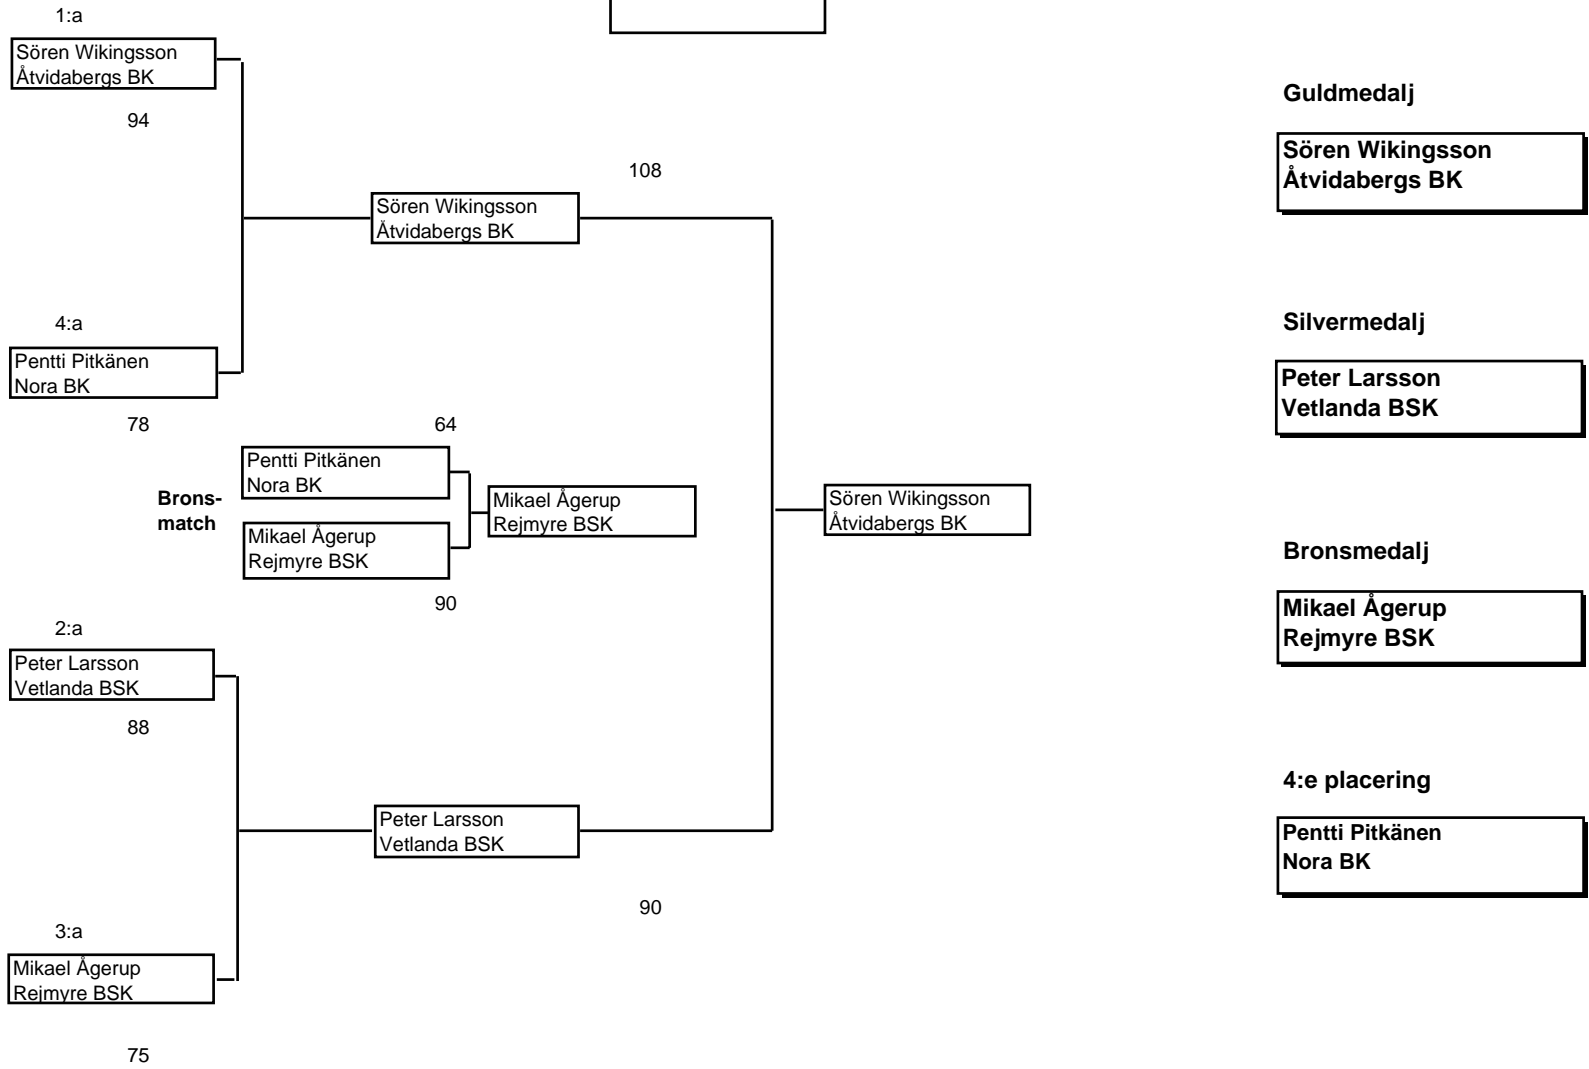 1:a
Sören Wikingsson
Åtvidabergs BK
94
108
Sören Wikingsson
Åtvidabergs BK
4:a
Pentti Pitkänen
Nora BK
78
64
Pentti Pitkänen
Nora BK
Brons-
match
Mikael Ågerup
Rejmyre BSK
90
Mikael Ågerup
Rejmyre BSK
Sören Wikingsson
Åtvidabergs BK
2:a
Peter Larsson
Vetlanda BSK
88
Peter Larsson
Vetlanda BSK
90
3:a
Mikael Ågerup
Rejmyre BSK
75
Guldmedalj
Sören Wikingsson
Åtvidabergs BK
Silvermedalj
Peter Larsson
Vetlanda BSK
Bronsmedalj
Mikael Ågerup
Rejmyre BSK
4:e placering
Pentti Pitkänen
Nora BK